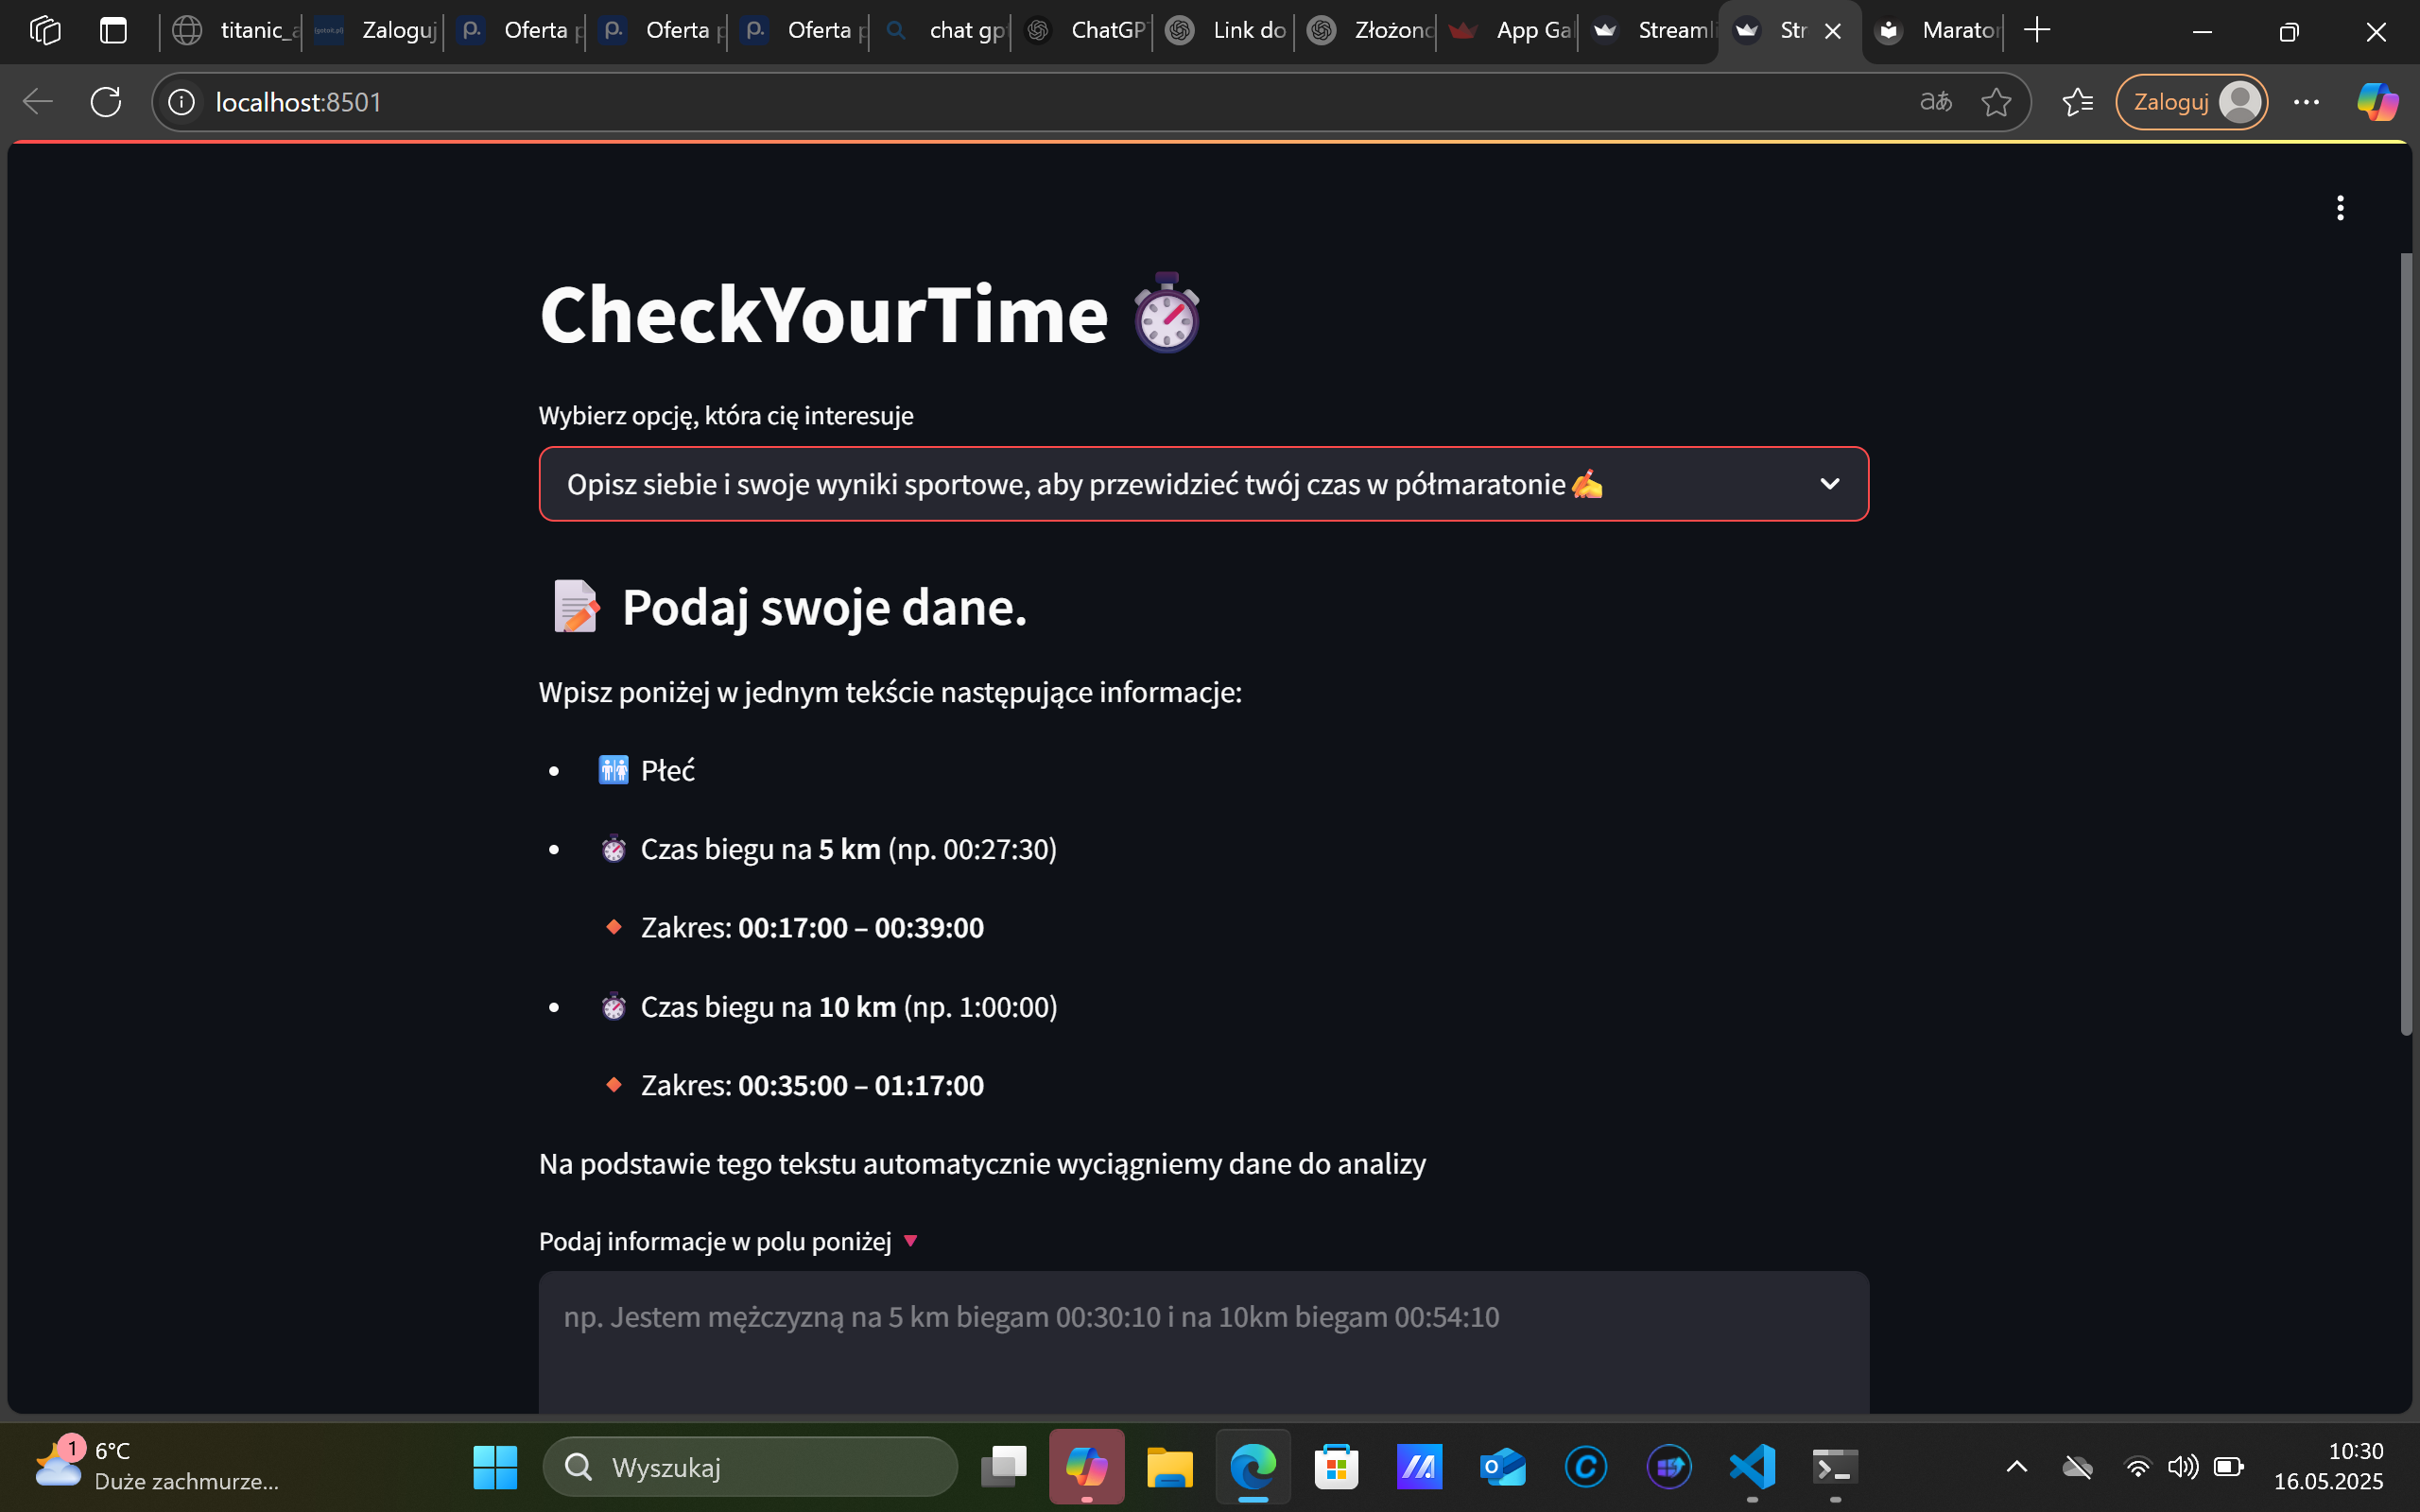 titanic_a
Zaloguj
Oferta p
Oferta p
Oferta p
chat gp
ChatGPT
Link do
Złożono
App Gal
Streamli
Str
Marator
localhost:8501
Zaloguj
CheckYourTime
Wybierz opcję, która cię interesuje
Opisz siebie i swoje wyniki sportowe, aby przewidzieć twój czas w półmaratonie
Podaj swoje dane.
Wpisz poniżej w jednym tekście następujące informacje:
Płeć
Czas biegu na 5 km (np. 00:27:30)
Zakres: 00:17:00 – 00:39:00
Czas biegu na 10 km (np. 1:00:00)
Zakres: 00:35:00 – 01:17:00
Na podstawie tego tekstu automatycznie wyciągniemy dane do analizy
Podaj informacje w polu poniżej
np. Jestem mężczyzną na 5 km biegam 00:30:10 i na 10km biegam 00:54:10
1
6°C
Duże zachmurze...
Wyszukaj
10:30
16.05.2025